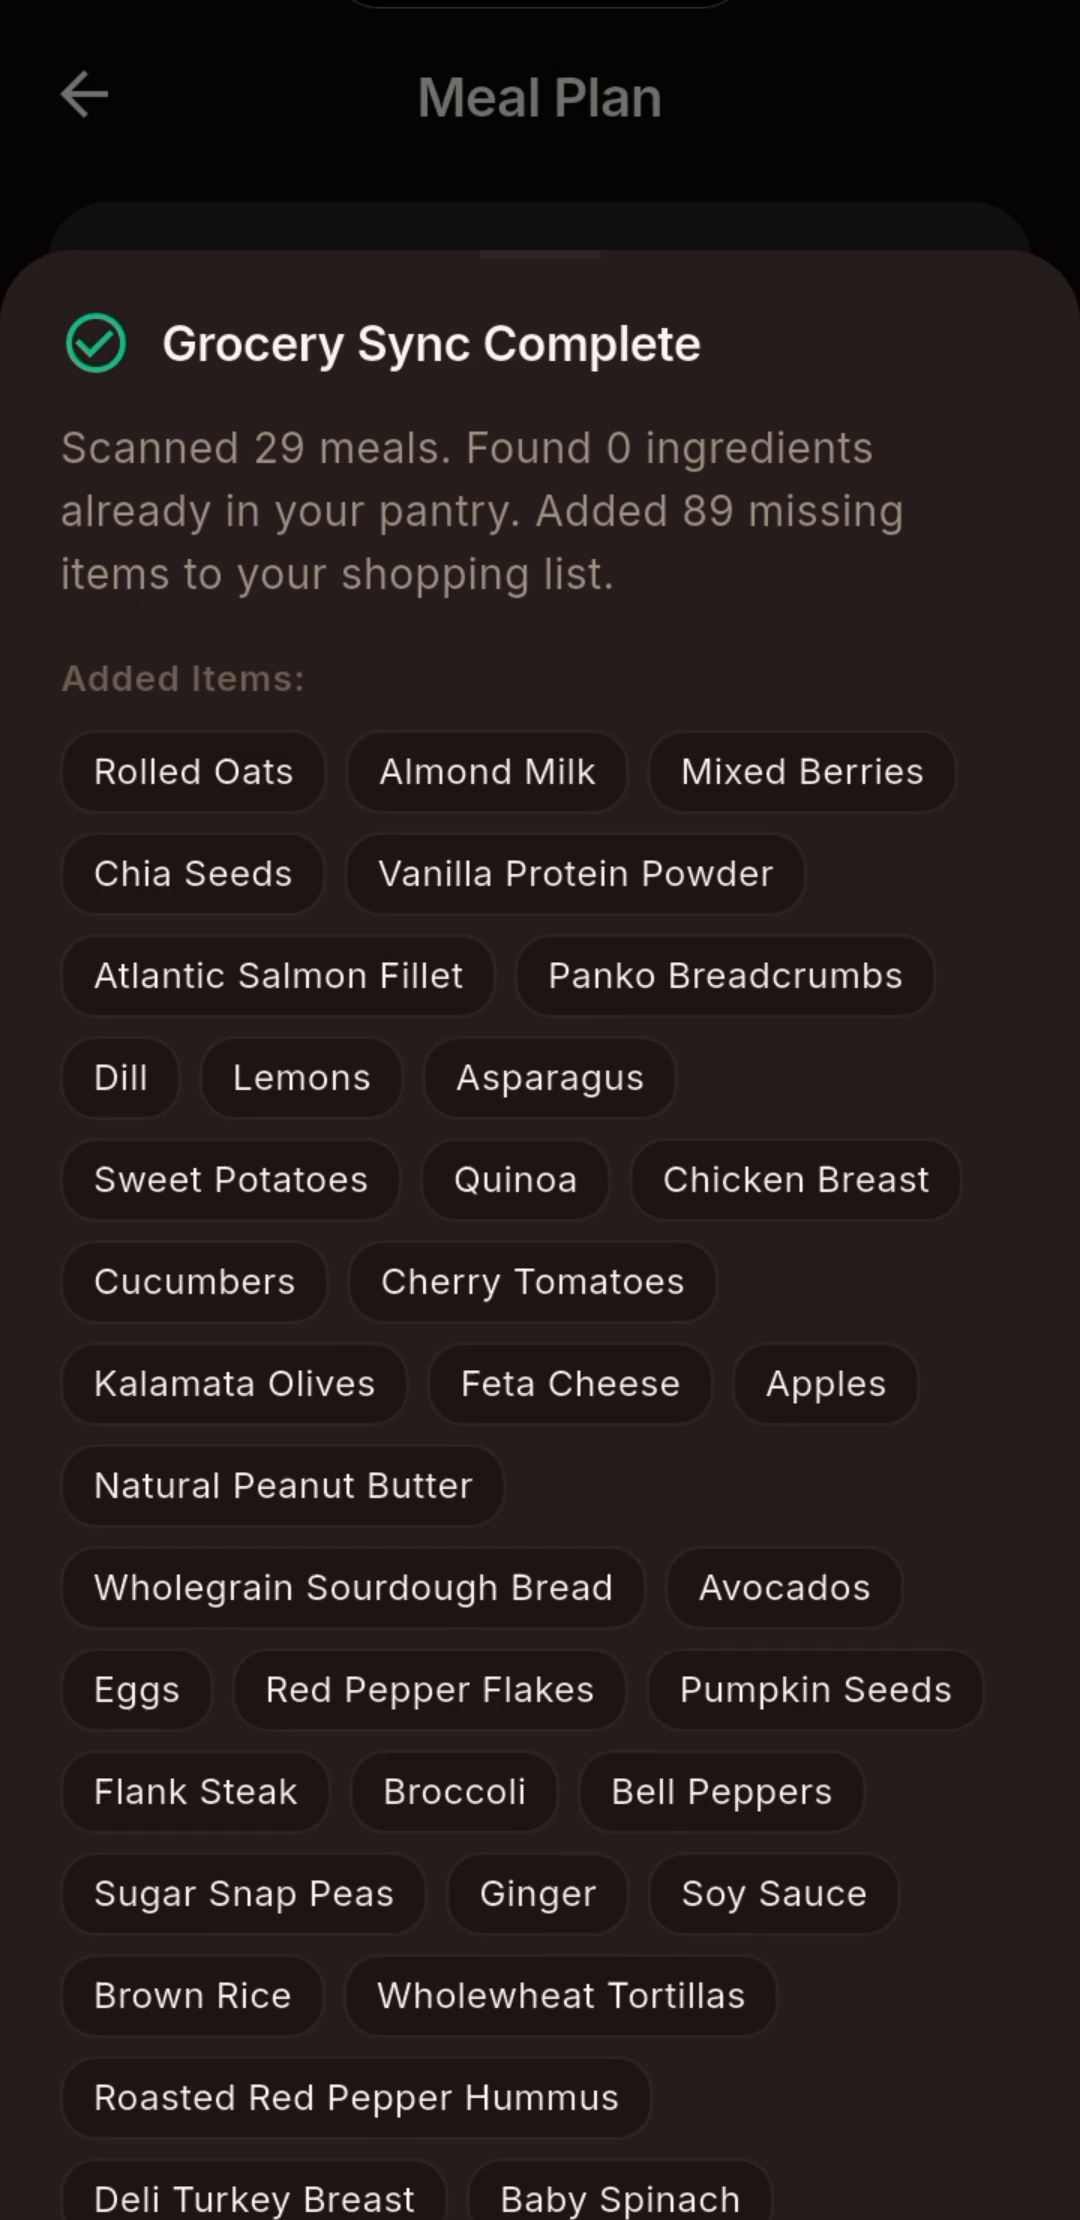 Meal Plan
Grocery Sync Complete
Scanned 29 meals. Found 0 ingredients
already in your pantry. Added 89 missing
items to your shopping list.
Added Items:
Rolled Oats Almond Milk Mixed Berries
Chia Seeds Vanilla Protein Powder
Atlantic Salmon Fillet Panko Breadcrumbs
Dill Lemons Asparagus
Sweet Potatoes Quinoa Chicken Breast
Cucumbers Cherry Tomatoes
Kalamata Olives Feta Cheese Apples
Natural Peanut Butter
Wholegrain Sourdough Bread Avocados
Eggs Red Pepper Flakes Pumpkin Seeds
Flank Steak Broccoli Bell Peppers
Sugar Snap Peas Ginger Soy Sauce
Brown Rice Wholewheat Tortillas
Roasted Red Pepper Hummus
Deli Turkey Breast Baby Spinach